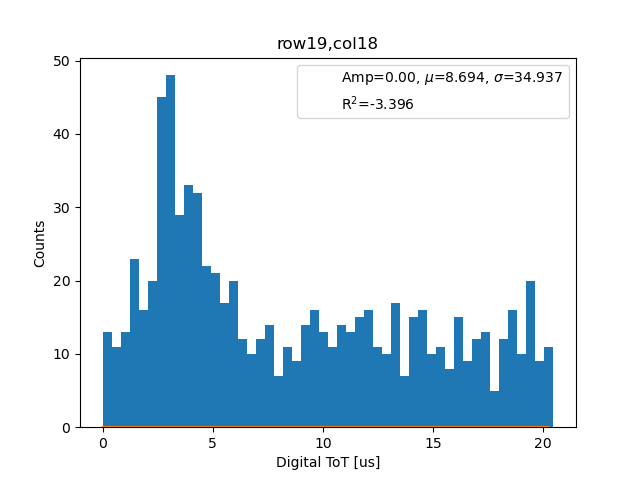 row19,col18
Amp=0.00, μ=8.694, σ=34.937
R²=-3.396
50
40
30
20
10
0
Counts
0 5 10 15 20
Digital ToT [us]